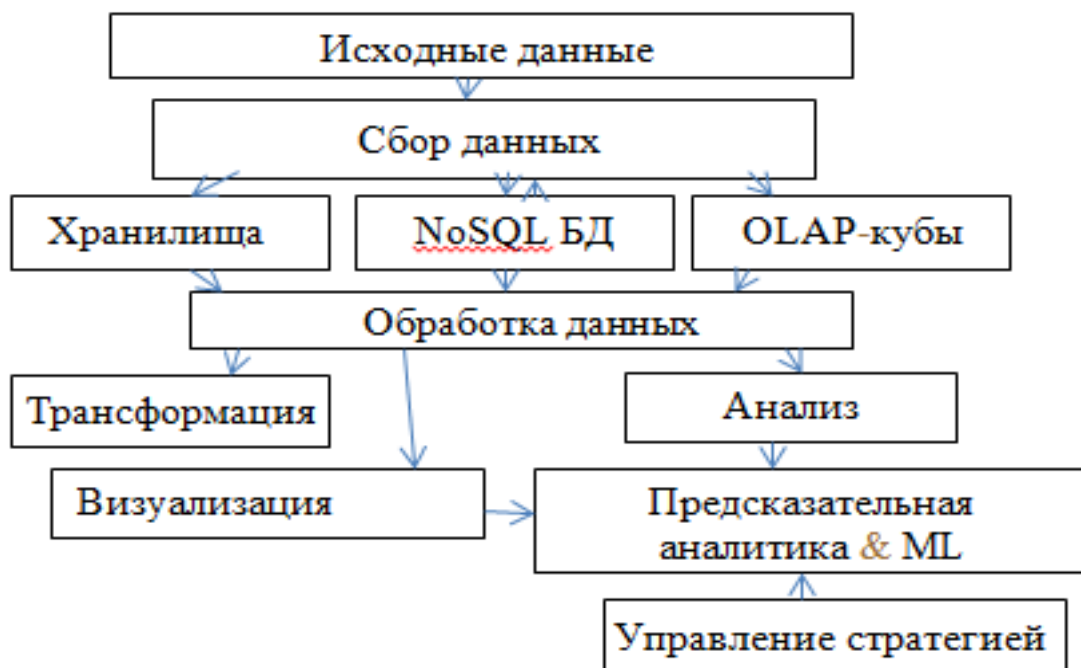 Исходные данные
Сбор данных
Хранилища
NoSQL БД
OLAP-кубы
Обработка данных
Трансформация
Анализ
Визуализация
Предсказательная
аналитика & ML
Управление стратегией